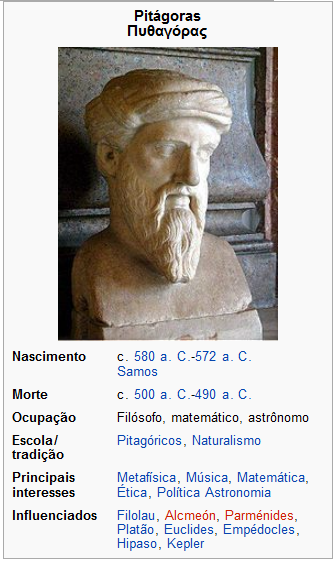 Pitágoras
Πυθαγόρας
Nascimento c. 580 a. C.-572 a. C.
Samos
Morte c. 500 a. C.-490 a. C.
Ocupação Filósofo, matemático, astrônomo
Escola/ Pitagóricos, Naturalismo
tradição
Principais Metafísica, Música, Matemática,
interesses Ética, Política Astronomia
Influenciados Filolau, Alcmeón, Parménides,
Platão, Euclides, Empédocles,
Hipaso, Kepler